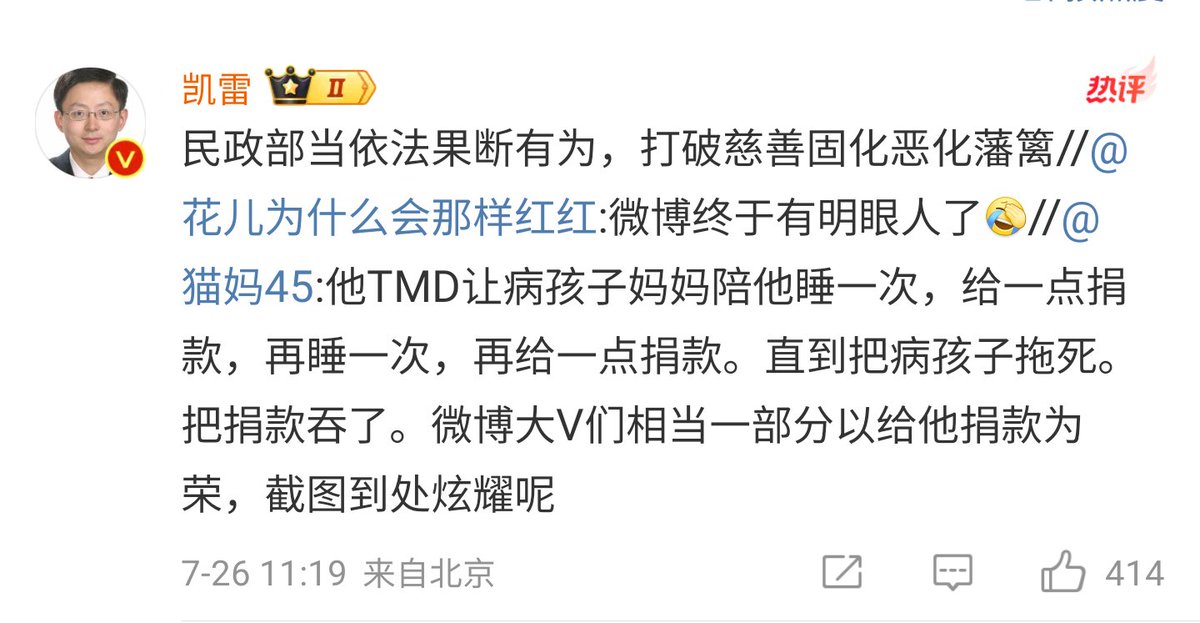 凯雷 II
热评
民政部当依法果断有为，打破慈善固化恶化藩篱//@
花儿为什么会那样红红:微博终于有明眼人了🤣//@
猫妈45:他TMD让病孩子妈妈陪他睡一次，给一点捐
款，再睡一次，再给一点捐款。直到把病孩子拖死。
把捐款吞了。微博大V们相当一部分以给他捐款为
荣，截图到处炫耀呢
7-26 11:19 来自北京
414